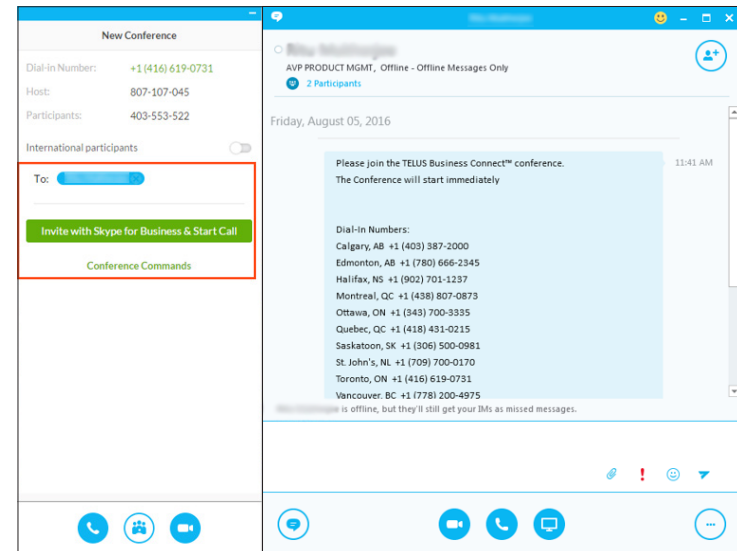 New Conference
Dial-in Number: +1 (416) 619-0731
Host: 807-107-045
Participants: 403-553-522
International participants
To:
Invite with Skype for Business & Start Call
Conference Commands
AVP PRODUCT MGMT, Offline - Offline Messages Only
2 Participants
Friday, August 05, 2016
Please join the TELUS Business Connect™ conference. 11:41 AM
The Conference will start immediately
Dial-In Numbers:
Calgary, AB +1 (403) 387-2000
Edmonton, AB +1 (780) 666-2345
Halifax, NS +1 (902) 701-1237
Montreal, QC +1 (438) 807-0873
Ottawa, ON +1 (343) 700-3335
Quebec, QC +1 (418) 431-0215
Saskatoon, SK +1 (306) 500-0981
St. John's, NL +1 (709) 700-0170
Toronto, ON +1 (416) 619-0731
Vancouver, BC +1 (778) 200-4975
is offline, but they'll still get your IMs as missed messages.